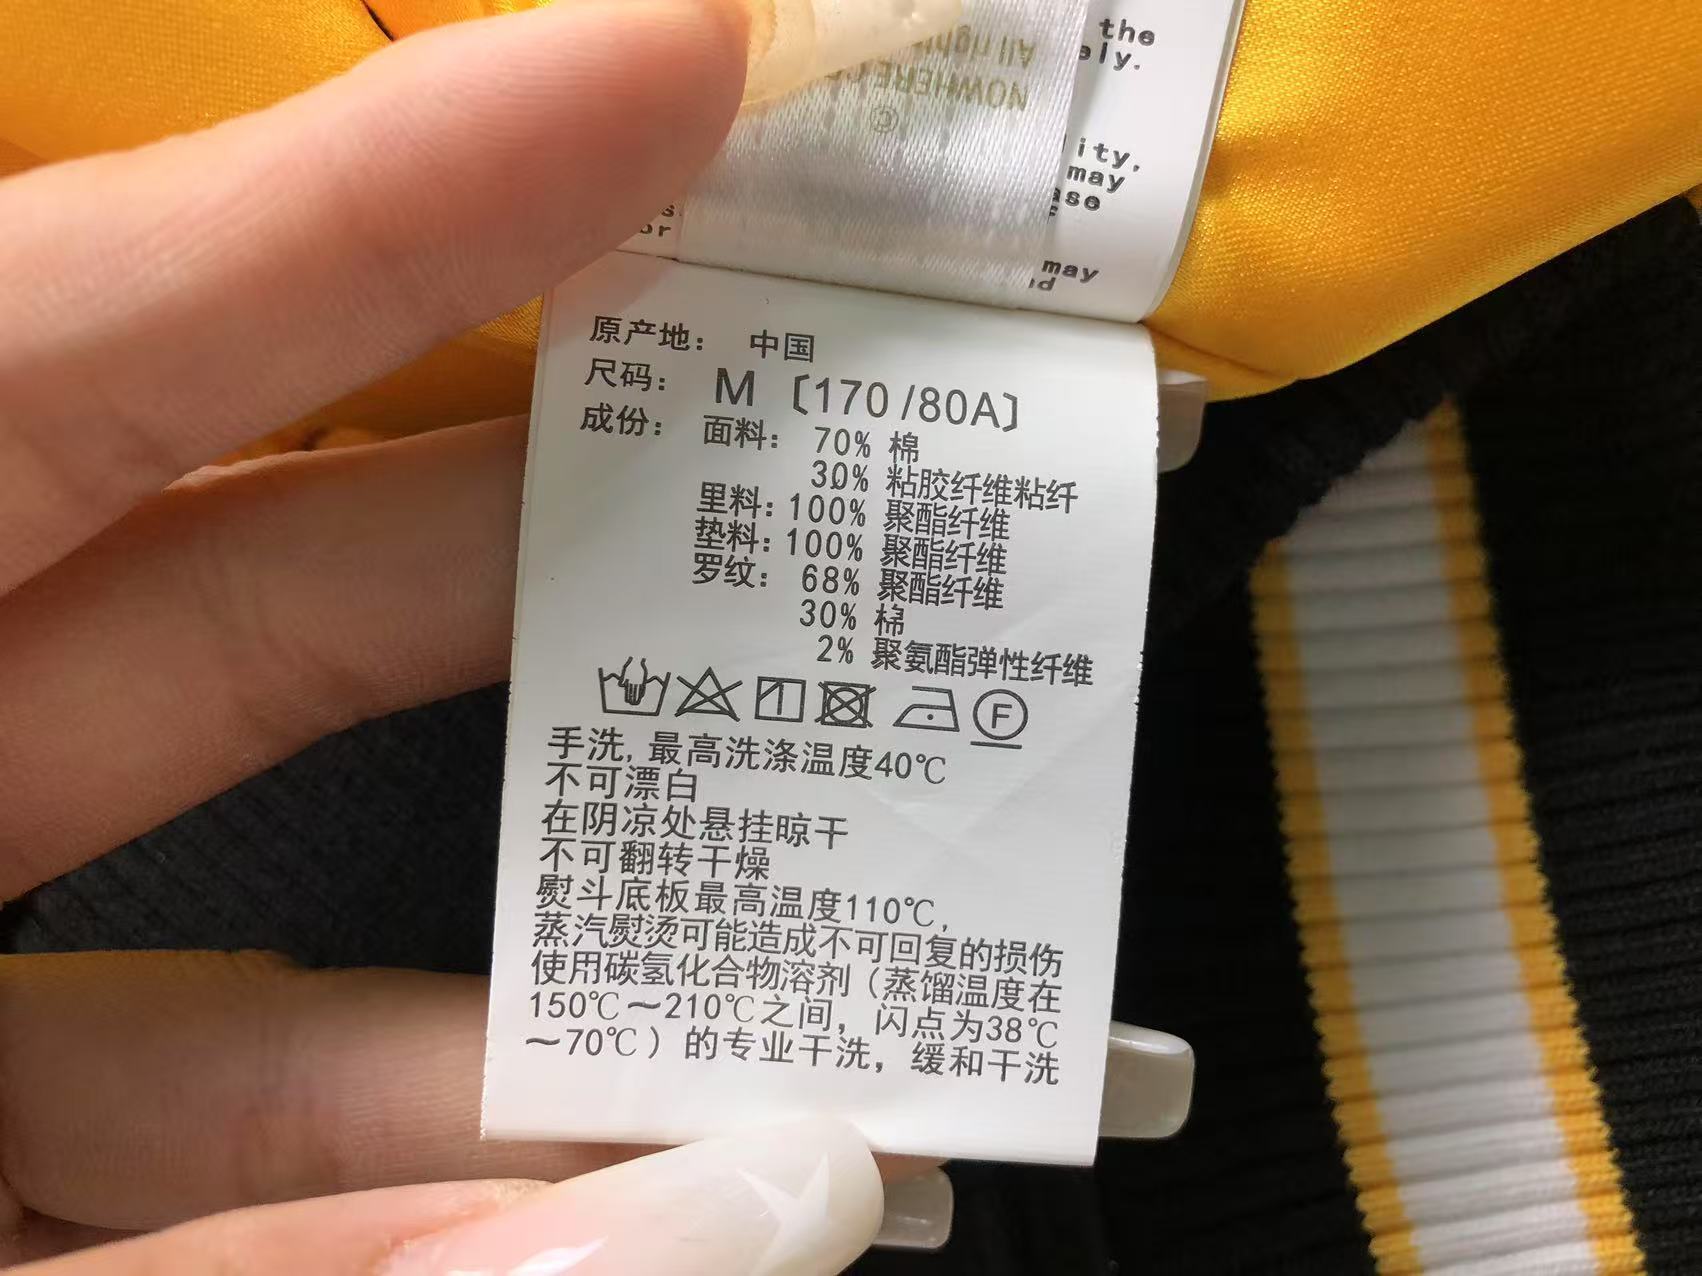 the
ely.
NOWHERE
All right
©
ity,
may
ase
or
may
原产地： 中国
尺码： M〔170/80A〕
成份： 面料： 70% 棉
30% 粘胶纤维粘纤
里料：100% 聚酯纤维
垫料：100% 聚酯纤维
罗纹： 68% 聚酯纤维
30% 棉
2% 聚氨酯弹性纤维
F
手洗,最高洗涤温度40℃
不可漂白
在阴凉处悬挂晾干
不可翻转干燥
熨斗底板最高温度110℃,
蒸汽熨烫可能造成不可回复的损伤
使用碳氢化合物溶剂（蒸馏温度在
150℃～210℃之间，闪点为38℃
～70℃）的专业干洗，缓和干洗